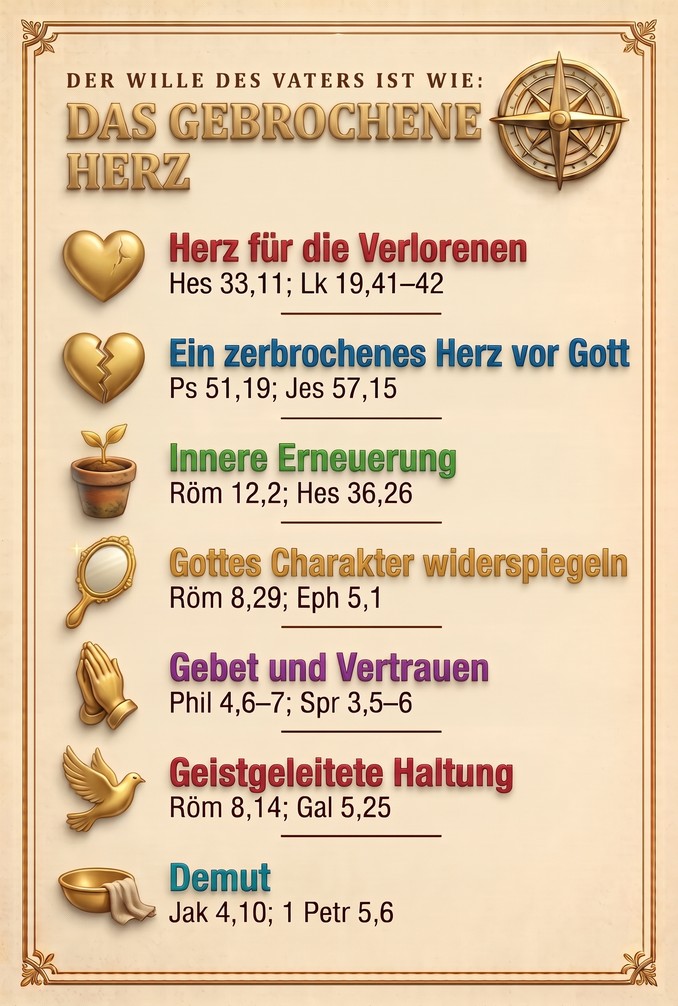 DER WILLE DES VATERS IST WIE:
DAS GEBROCHENE
HERZ
Herz für die Verlorenen
Hes 33,11; Lk 19,41–42
Ein zerbrochenes Herz vor Gott
Ps 51,19; Jes 57,15
Innere Erneuerung
Röm 12,2; Hes 36,26
Gottes Charakter widerspiegeln
Röm 8,29; Eph 5,1
Gebet und Vertrauen
Phil 4,6–7; Spr 3,5–6
Geistgeleitete Haltung
Röm 8,14; Gal 5,25
Demut
Jak 4,10; 1 Petr 5,6